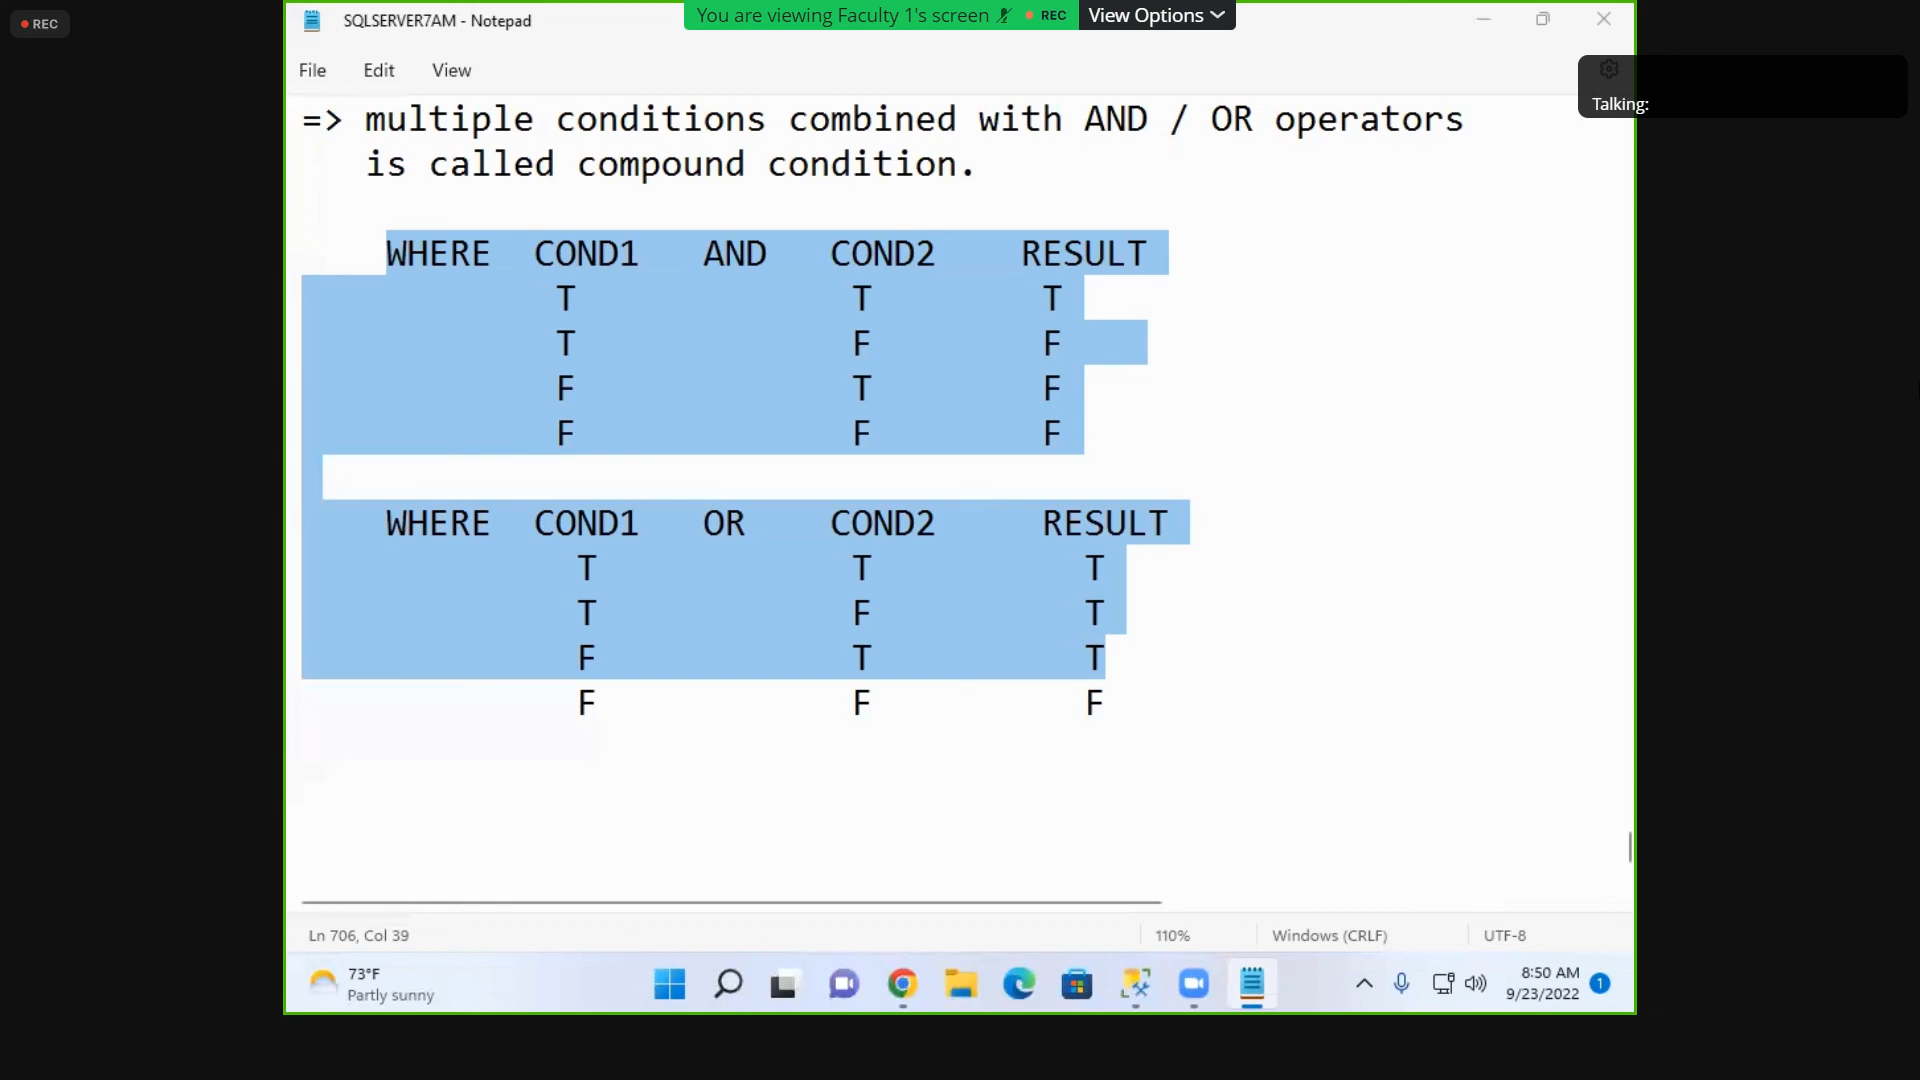 REC
SQLSERVER7AM - Notepad
You are viewing Faculty 1's screen REC View Options
File Edit View
Talking:
=> multiple conditions combined with AND / OR operators
is called compound condition.
WHERE COND1 AND COND2 RESULT
T T T
T F F
F T F
F F F
WHERE COND1 OR COND2 RESULT
T T T
T F T
F T T
F F F
Ln 706, Col 39 110% Windows (CRLF) UTF-8
73°F
Partly sunny
8:50 AM
9/23/2022 1